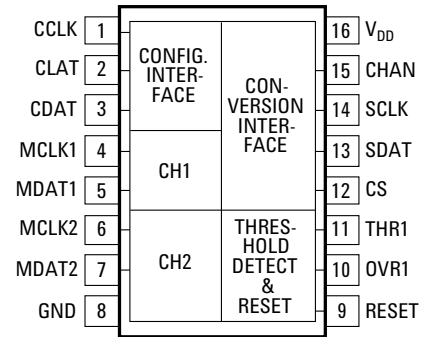 CCLK 1
CLAT 2
CDAT 3
MCLK1 4
MDAT1 5
MCLK2 6
MDAT2 7
GND 8
CONFIG.
INTER-
FACE
CH1
CH2
CON-
VERSION
INTER-
FACE
THRES-
HOLD
DETECT
&
RESET
16 VDD
15 CHAN
14 SCLK
13 SDAT
12 CS
11 THR1
10 OVR1
9 RESET